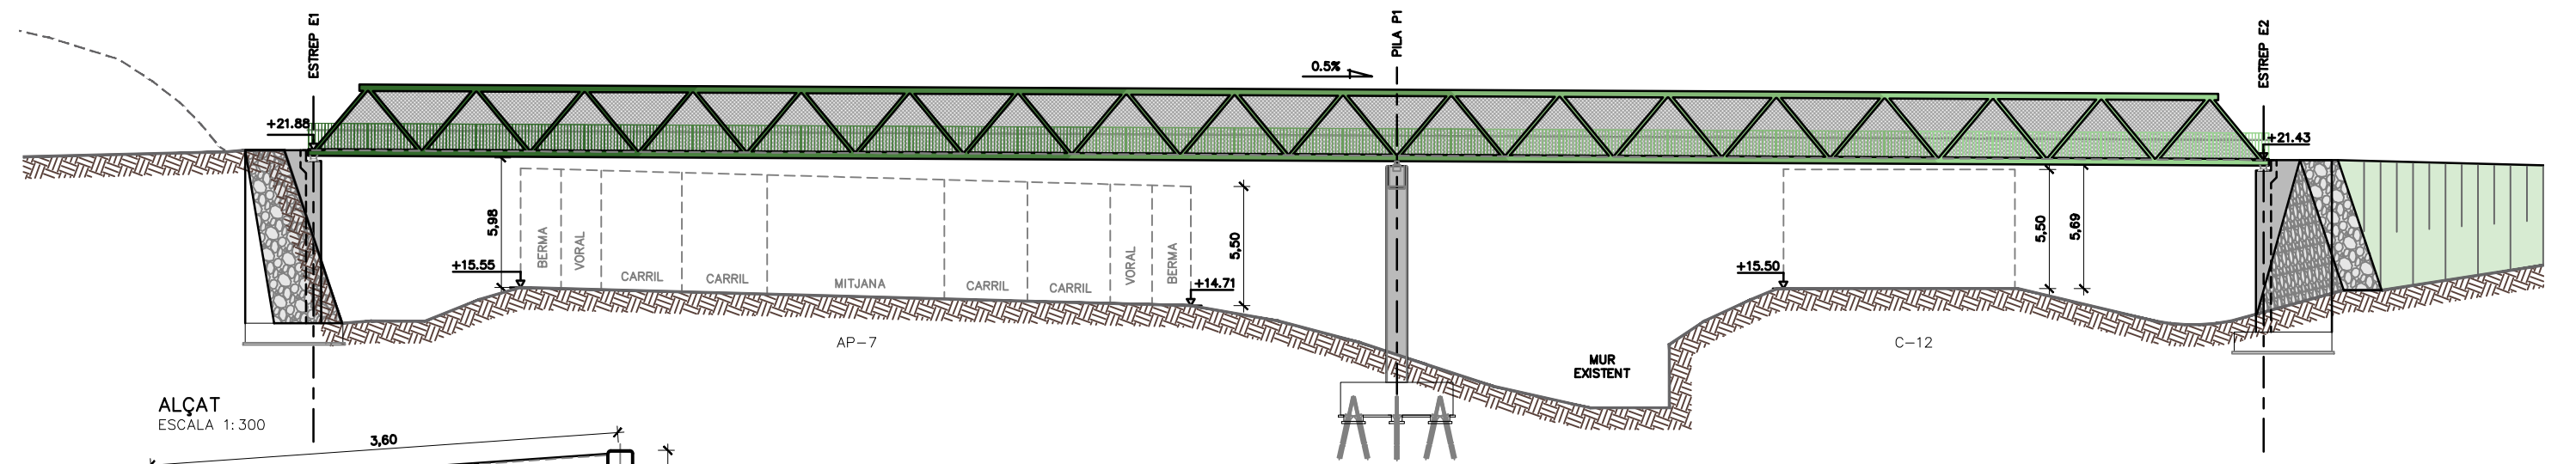 ESTREP E1
PILA P1
ESTREP E2
0.5%
+21.88
+21.43
5,98
BERMA
VORAL
CARRIL
CARRIL
MITJANA
CARRIL
CARRIL
VORAL
BERMA
5,50
5,50
5,69
+15.55
+14.71
+15.50
AP-7
C-12
MUR
EXISTENT
ALÇAT
ESCALA 1:300
3,60